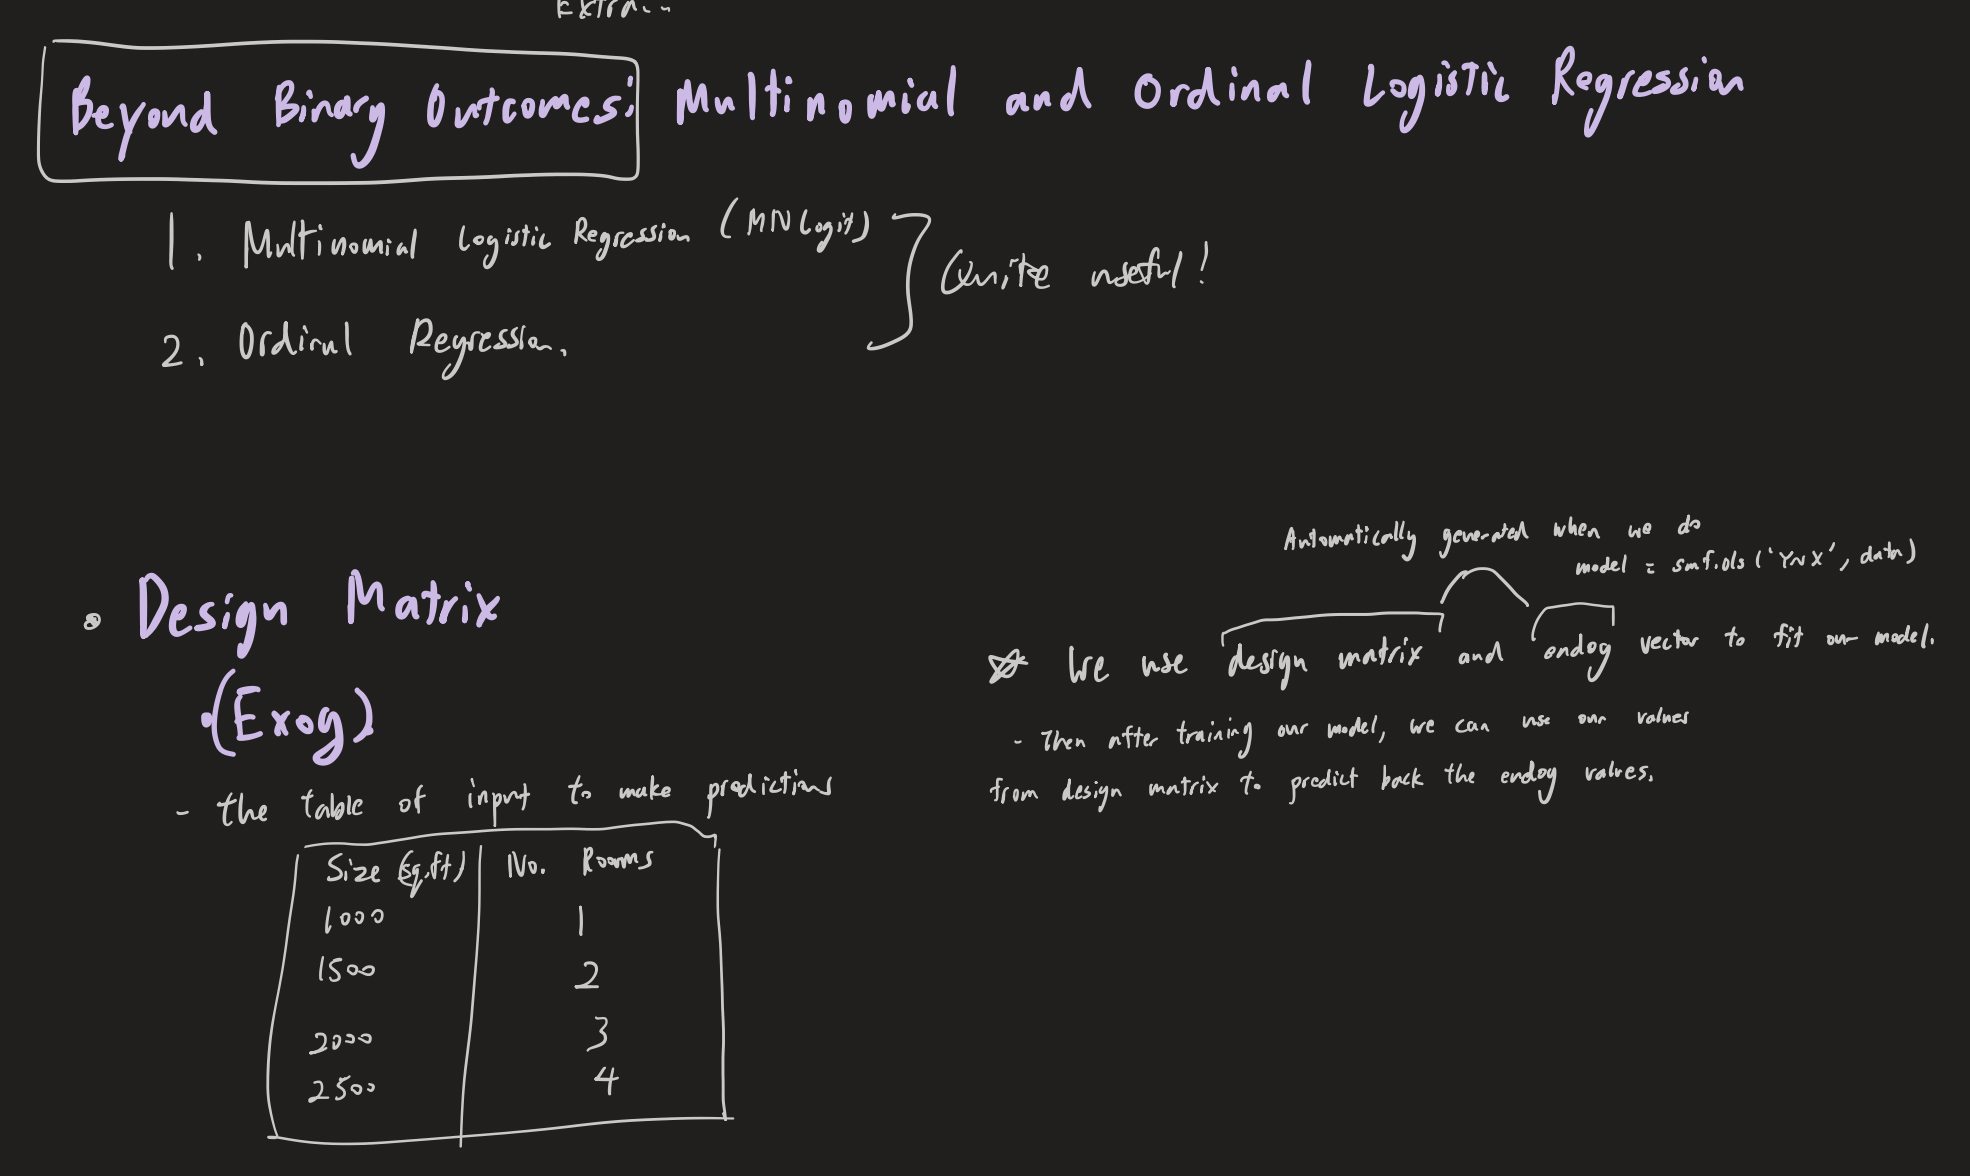 Extra..
Beyond Binary Outcomes: Multinomial and Ordinal Logistic Regression
1. Multinomial Logistic Regression (MNLogit)
2. Ordinal Regression.
Quite useful!
• Design Matrix
(Exog)
- the table of input to make predictions
Size (sq.ft) No. Rooms
1000 1
1500 2
2000 3
2500 4
Automatically generated when we do
model = smf.ols('Y~X', data)
☆ We use design matrix and endog vector to fit our model.
- Then after training our model, we can use our values
from design matrix to predict back the endog values.